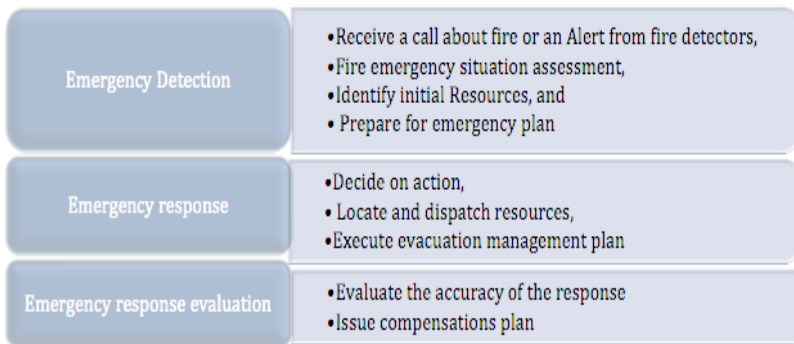 Emergency Detection
•Receive a call about fire or an Alert from fire detectors,
•Fire emergency situation assessment,
•Identify initial Resources, and
• Prepare for emergency plan
Emergency response
•Decide on action,
• Locate and dispatch resources,
•Execute evacuation management plan
Emergency response evaluation
•Evaluate the accuracy of the response
•Issue compensations plan